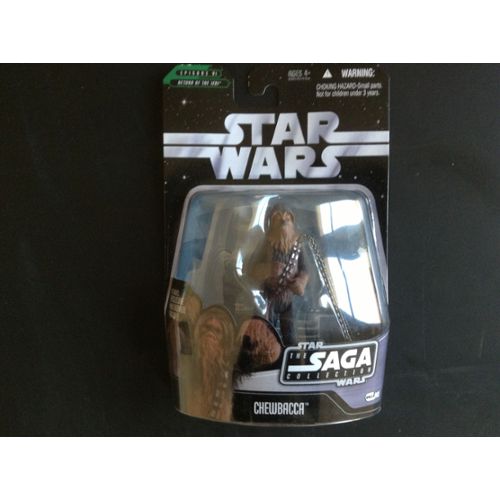 EPISODE VI
RETURN OF THE JEDI
AGES 4+
WARNING:
CHOKING HAZARD-Small parts.
Not for children under 3 years.
STAR
WARS
STAR
THE
SAGA
COLLECTION
WARS
CHEWBACCA™